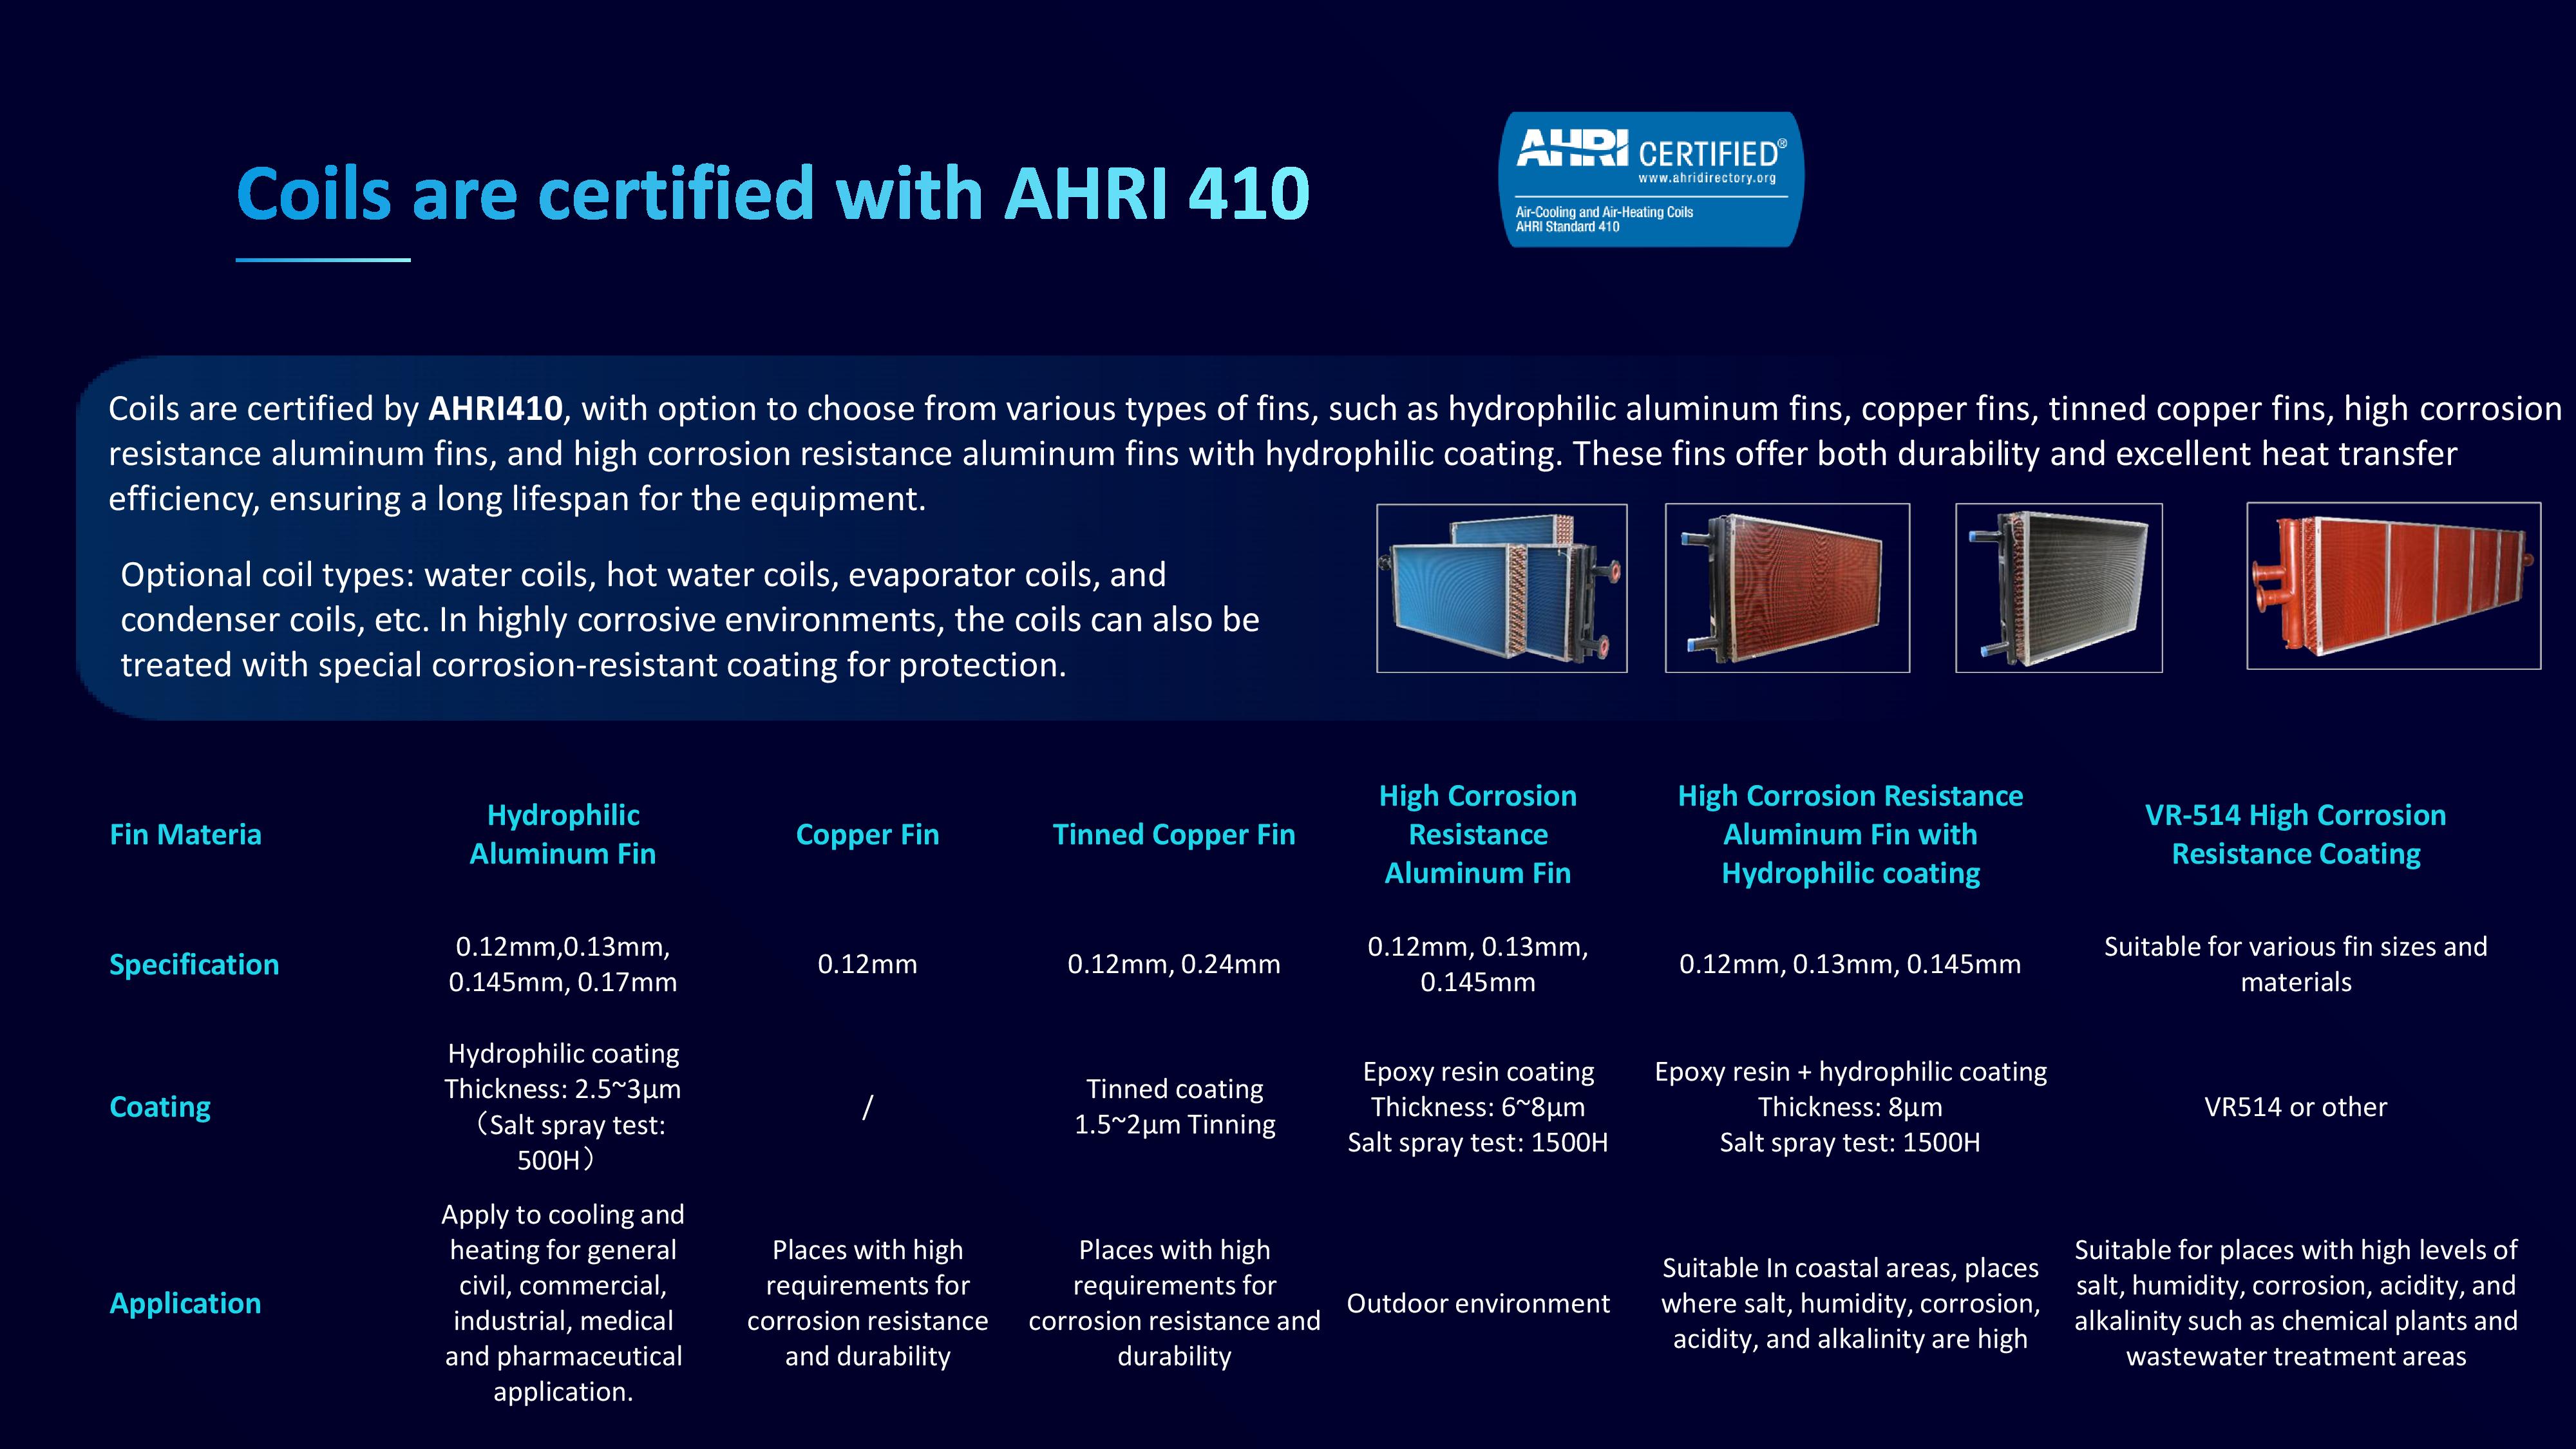 Coils are certified with AHRI 410
AHRI CERTIFIED®
www.ahridirectory.org
Air-Cooling and Air-Heating Coils
AHRI Standard 410
Coils are certified by AHRI410, with option to choose from various types of fins, such as hydrophilic aluminum fins, copper fins, tinned copper fins, high corrosion
resistance aluminum fins, and high corrosion resistance aluminum fins with hydrophilic coating. These fins offer both durability and excellent heat transfer
efficiency, ensuring a long lifespan for the equipment.
Optional coil types: water coils, hot water coils, evaporator coils, and
condenser coils, etc. In highly corrosive environments, the coils can also be
treated with special corrosion-resistant coating for protection.
Fin Materia
Hydrophilic
Aluminum Fin
Copper Fin
Tinned Copper Fin
High Corrosion
Resistance
Aluminum Fin
High Corrosion Resistance
Aluminum Fin with
Hydrophilic coating
VR-514 High Corrosion
Resistance Coating
Specification
0.12mm,0.13mm,
0.145mm, 0.17mm
0.12mm
0.12mm, 0.24mm
0.12mm, 0.13mm,
0.145mm
0.12mm, 0.13mm, 0.145mm
Suitable for various fin sizes and
materials
Coating
Hydrophilic coating
Thickness: 2.5~3μm
（Salt spray test:
500H）
/
Tinned coating
1.5~2μm Tinning
Epoxy resin coating
Thickness: 6~8μm
Salt spray test: 1500H
Epoxy resin + hydrophilic coating
Thickness: 8μm
Salt spray test: 1500H
VR514 or other
Application
Apply to cooling and
heating for general
civil, commercial,
industrial, medical
and pharmaceutical
application.
Places with high
requirements for
corrosion resistance
and durability
Places with high
requirements for
corrosion resistance and
durability
Outdoor environment
Suitable In coastal areas, places
where salt, humidity, corrosion,
acidity, and alkalinity are high
Suitable for places with high levels of
salt, humidity, corrosion, acidity, and
alkalinity such as chemical plants and
wastewater treatment areas